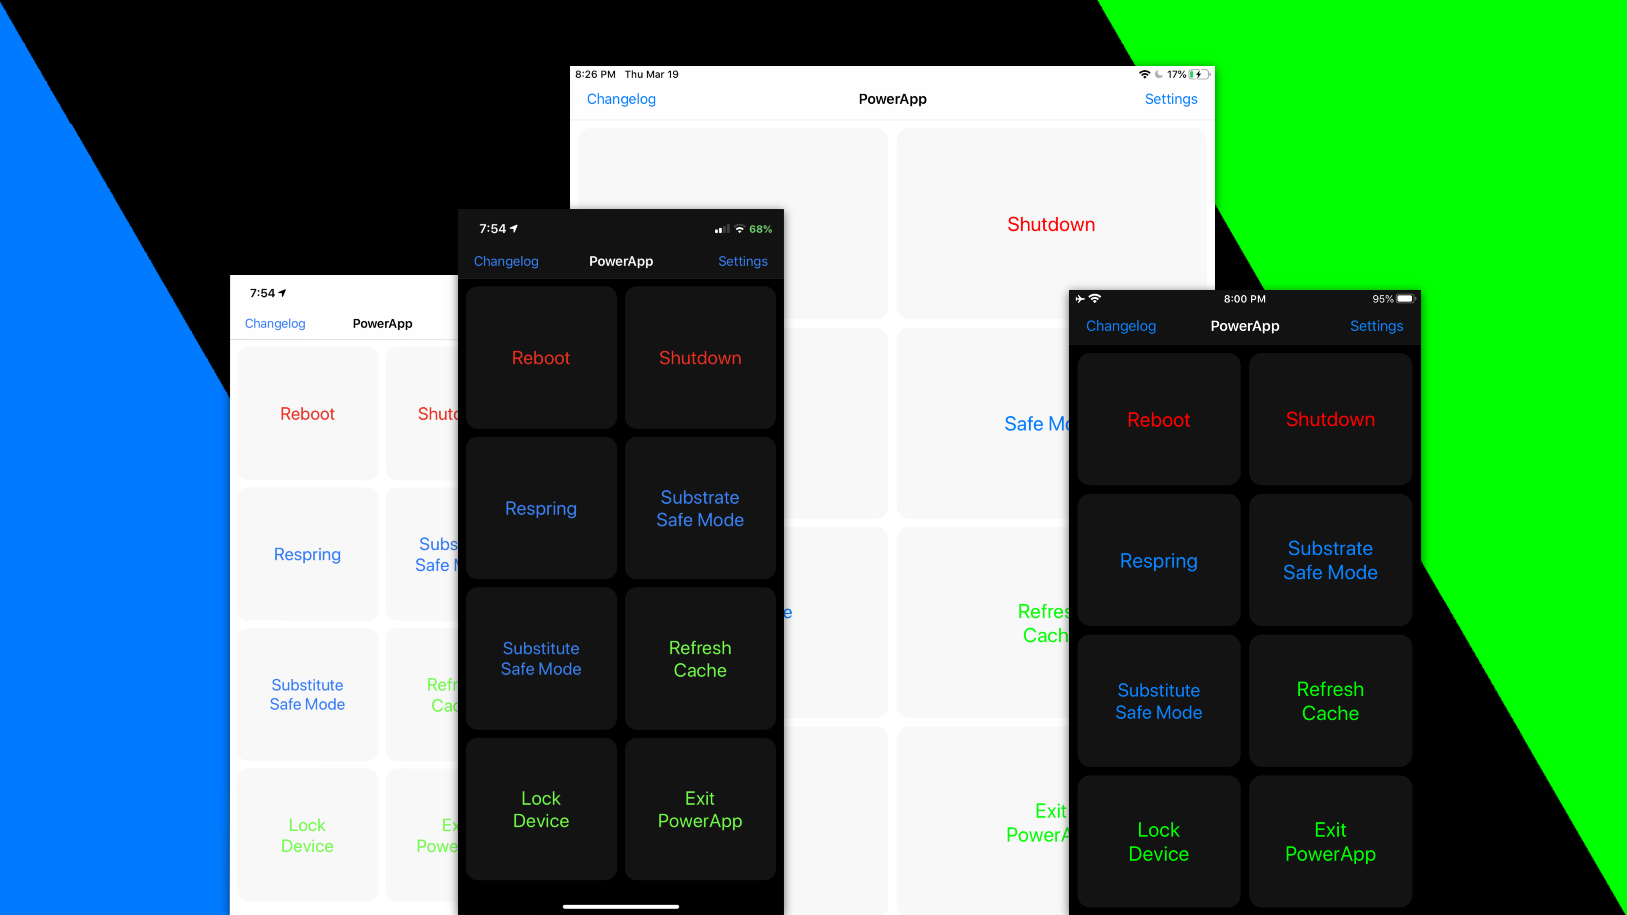 8:26 PM Thu Mar 19
17%
Changelog
PowerApp
Settings
Shutdown
Safe Mo
Refres
Cach
Exit
PowerA
e
7:54
Changelog
PowerApp
Reboot
Shutd
Respring
Subs
Safe M
Substitute
Safe Mode
Refr
Cac
Lock
Device
Ex
Powe
7:54
68%
Changelog
PowerApp
Settings
Reboot
Shutdown
Respring
Substrate
Safe Mode
Substitute
Safe Mode
Refresh
Cache
Lock
Device
Exit
PowerApp
8:00 PM
95%
Changelog
PowerApp
Settings
Reboot
Shutdown
Respring
Substrate
Safe Mode
Substitute
Safe Mode
Refresh
Cache
Lock
Device
Exit
PowerApp